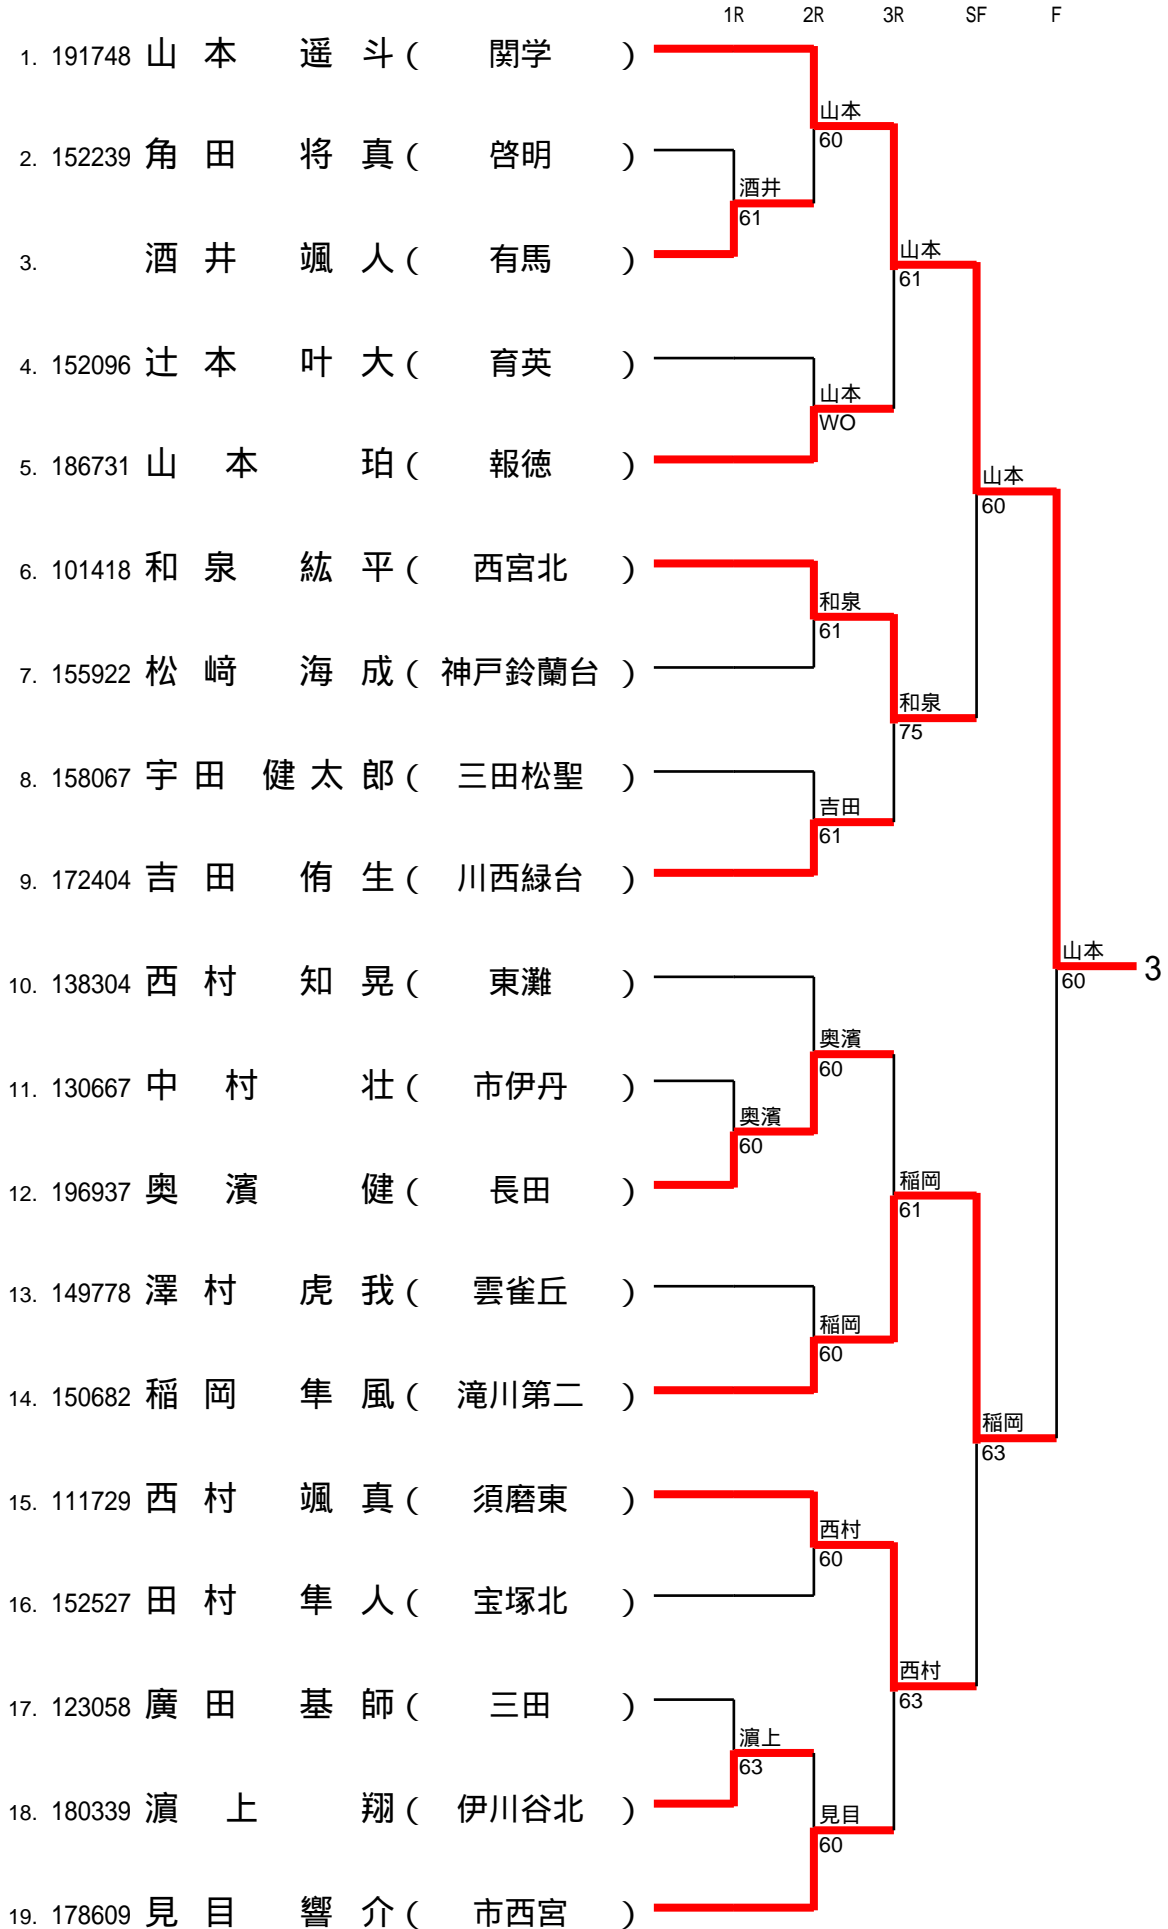 1R 2R 3R SF F
1. 191748 山本 遥斗 ( 関学 )
山本
60
2. 152239 角田 将真 ( 啓明 )
酒井
61
3. 酒井 颯人 ( 有馬 )
山本
61
4. 152096 辻本 叶大 ( 育英 )
山本
WO
5. 186731 山本 珀 ( 報徳 )
山本
60
6. 101418 和泉 紘平 ( 西宮北 )
和泉
61
7. 155922 松﨑 海成 ( 神戸鈴蘭台 )
和泉
75
8. 158067 宇田 健太郎 ( 三田松聖 )
吉田
61
9. 172404 吉田 侑生 ( 川西緑台 )
山本
60
3
10. 138304 西村 知晃 ( 東灘 )
奥濱
60
11. 130667 中村 壮 ( 市伊丹 )
奥濱
60
12. 196937 奥濱 健 ( 長田 )
稲岡
61
13. 149778 澤村 虎我 ( 雲雀丘 )
稲岡
60
14. 150682 稲岡 隼風 ( 滝川第二 )
稲岡
63
15. 111729 西村 颯真 ( 須磨東 )
西村
60
16. 152527 田村 隼人 ( 宝塚北 )
西村
63
17. 123058 廣田 基師 ( 三田 )
濵上
63
18. 180339 濵上 翔 ( 伊川谷北 )
見目
60
19. 178609 見目 響介 ( 市西宮 )